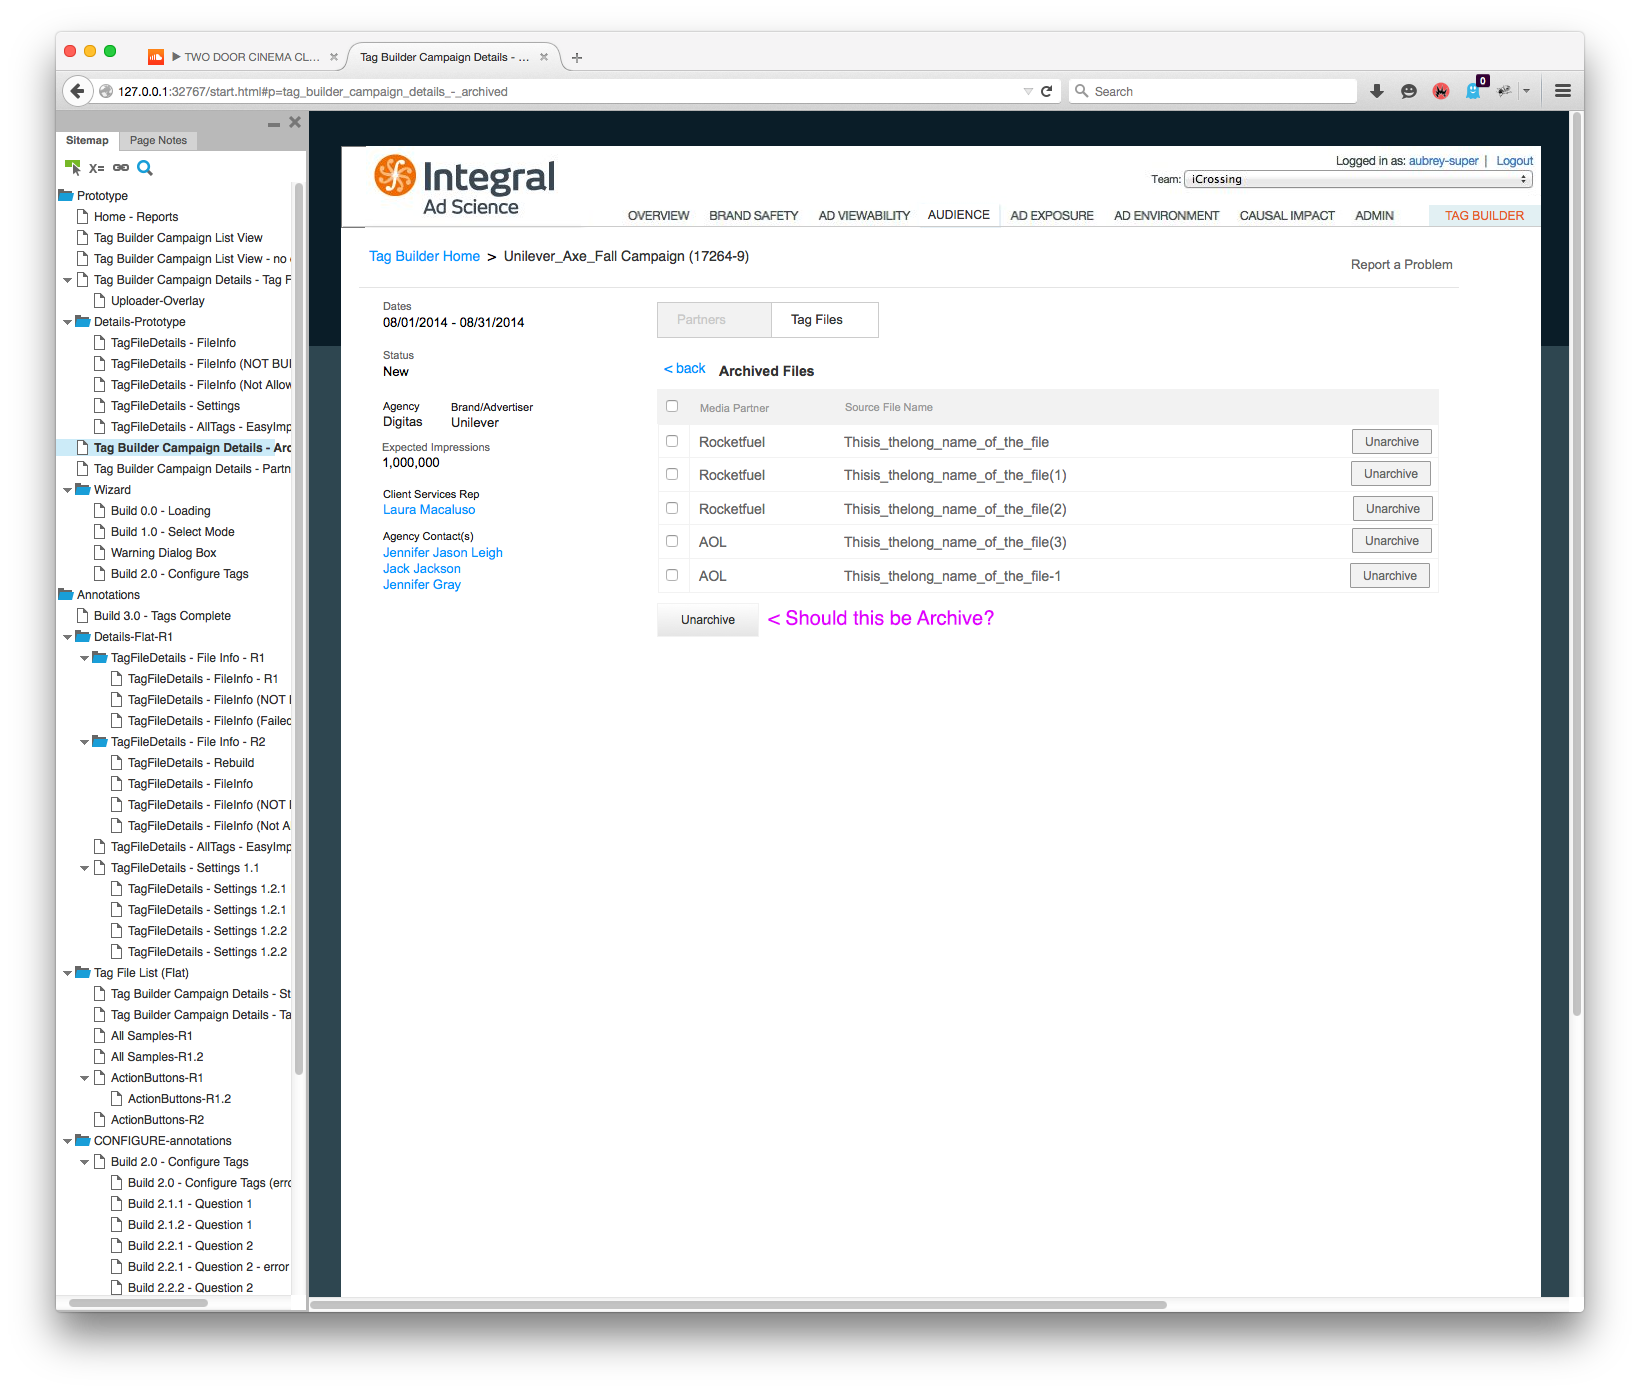 TWO DOOR CINEMA CL...
Tag Builder Campaign Details - ...
127.0.0.1:32767/start.html#p=tag_builder_campaign_details_-_archived
Search
0
Sitemap
Page Notes
X=
Prototype
Home - Reports
Tag Builder Campaign List View
Tag Builder Campaign List View - no
Tag Builder Campaign Details - Tag F
Uploader-Overlay
Details-Prototype
TagFileDetails - FileInfo
TagFileDetails - FileInfo (NOT BUI
TagFileDetails - FileInfo (Not Allow
TagFileDetails - Settings
TagFileDetails - AllTags - EasyImp
Tag Builder Campaign Details - Arc
Tag Builder Campaign Details - Partn
Wizard
Build 0.0 - Loading
Build 1.0 - Select Mode
Warning Dialog Box
Build 2.0 - Configure Tags
Annotations
Build 3.0 - Tags Complete
Details-Flat-R1
TagFileDetails - File Info - R1
TagFileDetails - FileInfo - R1
TagFileDetails - FileInfo (NOT I
TagFileDetails - FileInfo (Failed
TagFileDetails - File Info - R2
TagFileDetails - Rebuild
TagFileDetails - FileInfo
TagFileDetails - FileInfo (NOT I
TagFileDetails - FileInfo (Not A
TagFileDetails - AllTags - EasyImp
TagFileDetails - Settings 1.1
TagFileDetails - Settings 1.2.1
TagFileDetails - Settings 1.2.1
TagFileDetails - Settings 1.2.2
TagFileDetails - Settings 1.2.2
Tag File List (Flat)
Tag Builder Campaign Details - St
Tag Builder Campaign Details - Ta
All Samples-R1
All Samples-R1.2
ActionButtons-R1
ActionButtons-R1.2
ActionButtons-R2
CONFIGURE-annotations
Build 2.0 - Configure Tags
Build 2.0 - Configure Tags (erro
Build 2.1.1 - Question 1
Build 2.1.2 - Question 1
Build 2.2.1 - Question 2
Build 2.2.1 - Question 2 - error
Build 2.2.2 - Question 2
Integral
Ad Science
Logged in as: aubrey-super | Logout
Team: iCrossing
OVERVIEW BRAND SAFETY AD VIEWABILITY AUDIENCE AD EXPOSURE AD ENVIRONMENT CAUSAL IMPACT ADMIN TAG BUILDER
Tag Builder Home > Unilever_Axe_Fall Campaign (17264-9)
Report a Problem
Dates
08/01/2014 - 08/31/2014
Status
New
Agency Brand/Advertiser
Digitas Unilever
Expected Impressions
1,000,000
Client Services Rep
Laura Macaluso
Agency Contact(s)
Jennifer Jason Leigh
Jack Jackson
Jennifer Gray
Partners Tag Files
< back Archived Files
Media Partner Source File Name
Rocketfuel Thisis_thelong_name_of_the_file Unarchive
Rocketfuel Thisis_thelong_name_of_the_file(1) Unarchive
Rocketfuel Thisis_thelong_name_of_the_file(2) Unarchive
AOL Thisis_thelong_name_of_the_file(3) Unarchive
AOL Thisis_thelong_name_of_the_file-1 Unarchive
Unarchive < Should this be Archive?